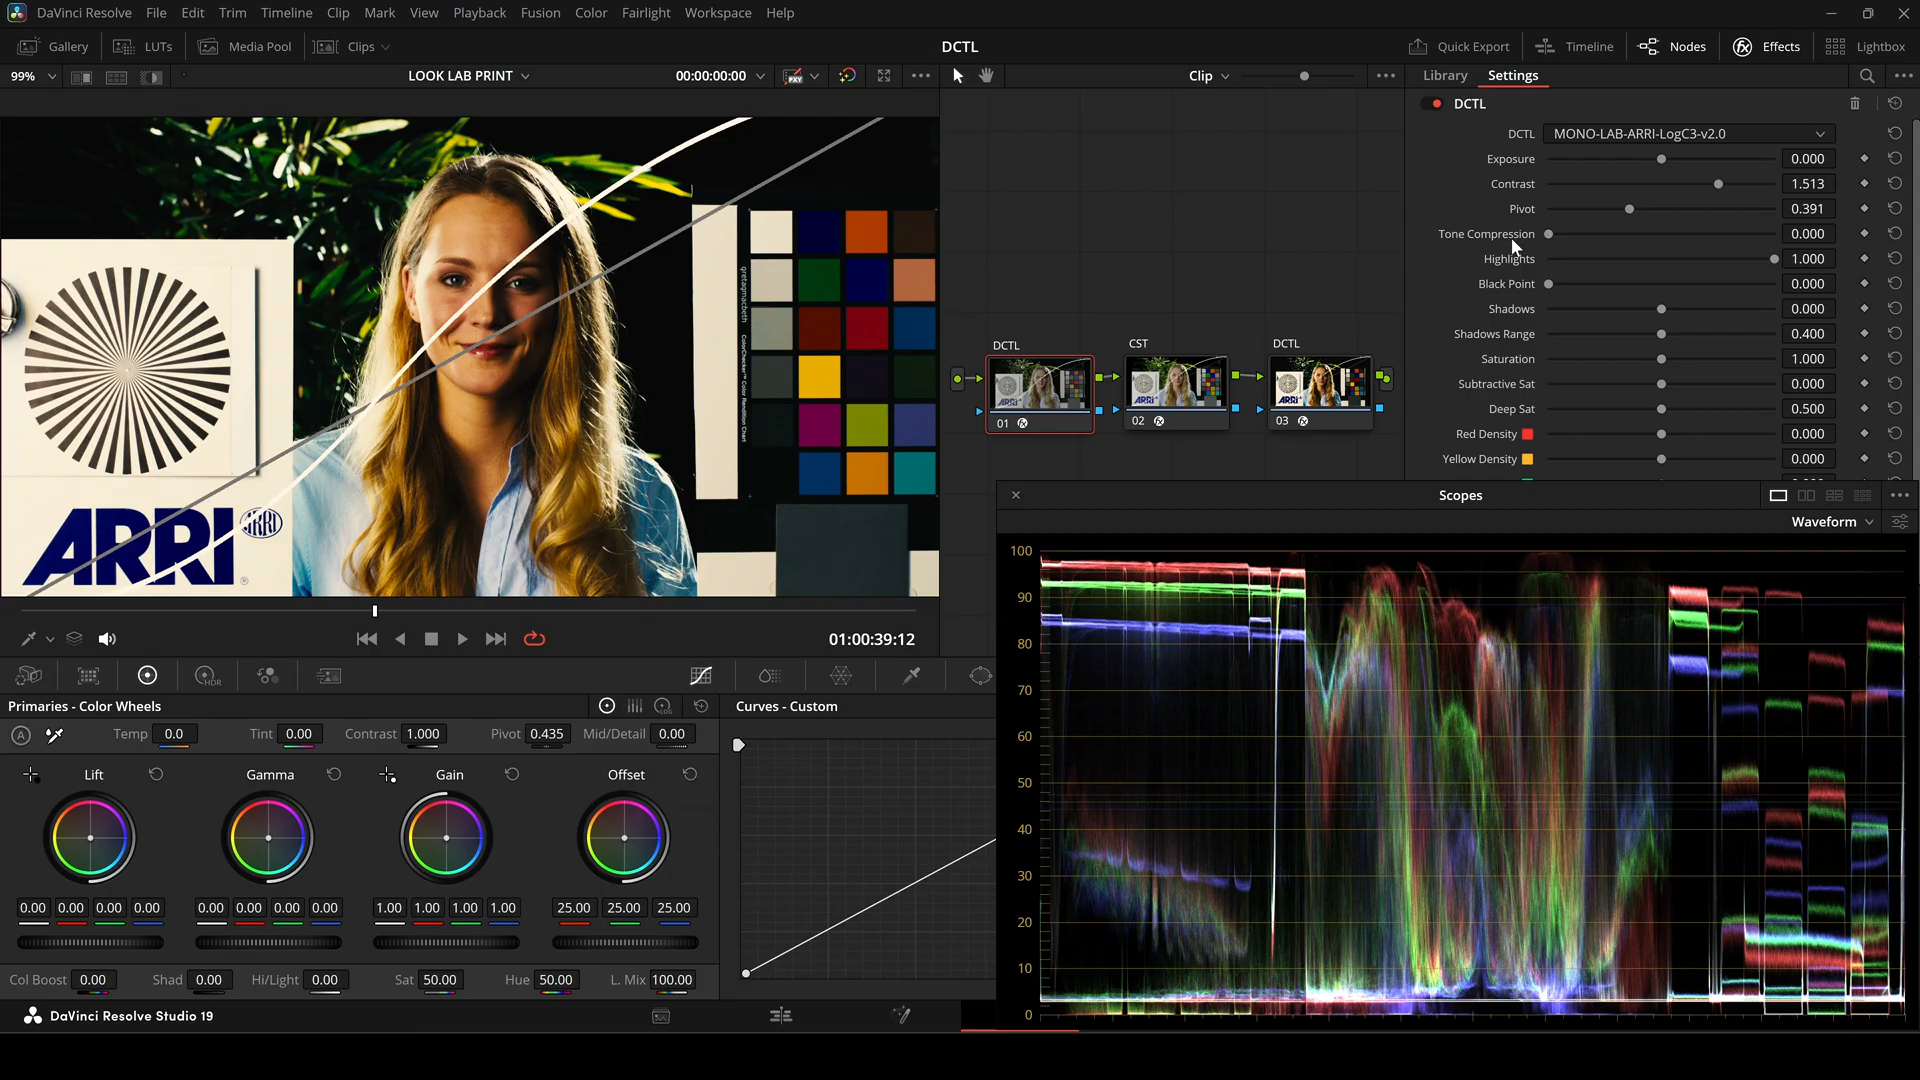 DaVinci Resolve File Edit Trim Timeline Clip Mark View Playback Fusion Color Fairlight Workspace Help
Gallery LUTs Media Pool Clips DCTL Quick Export Timeline Nodes Effects Lightbox
99% LOOK LAB PRINT 00:00:00:00 Clip Library Settings
DCTL
DCTL MONO-LAB-ARRI-LogC3-v2.0
Exposure 0.000
Contrast 1.513
Pivot 0.391
Tone Compression 0.000
Highlights 1.000
Black Point 0.000
Shadows 0.000
Shadows Range 0.400
Saturation 1.000
Subtractive Sat 0.000
Deep Sat 0.500
Red Density 0.000
Yellow Density 0.000
gretagmacbeth
ColorChecker™ Color Rendition Chart
ARRI
ARRI
®
DCTL CST DCTL
01 02 03
01:00:39:12
Scopes
Waveform
100
90
80
70
60
50
40
30
20
10
0
HDR
Primaries - Color Wheels
Curves - Custom
Temp 0.0 Tint 0.00 Contrast 1.000 Pivot 0.435 Mid/Detail 0.00
Lift Gamma Gain Offset
0.00 0.00 0.00 0.00 0.00 0.00 0.00 0.00 1.00 1.00 1.00 1.00 25.00 25.00 25.00
Col Boost 0.00 Shad 0.00 Hi/Light 0.00 Sat 50.00 Hue 50.00 L. Mix 100.00
DaVinci Resolve Studio 19